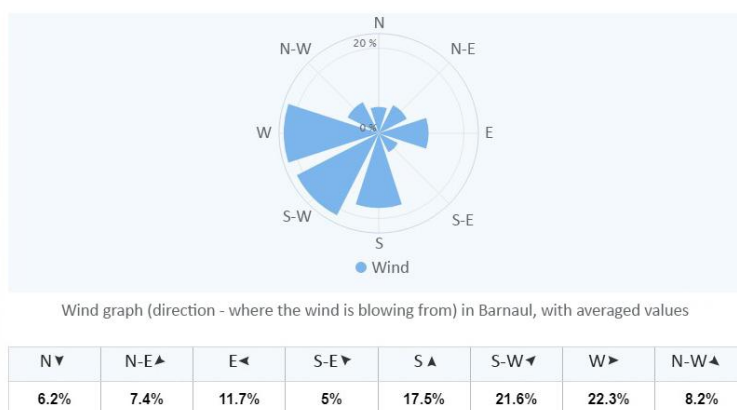 N
20 %
N-W
N-E
W
0 %
E
S-W
S-E
S
Wind
Wind graph (direction - where the wind is blowing from) in Barnaul, with averaged values
N▼ N-E E◄ S-E S▲ S-W W► N-W
6.2% 7.4% 11.7% 5% 17.5% 21.6% 22.3% 8.2%